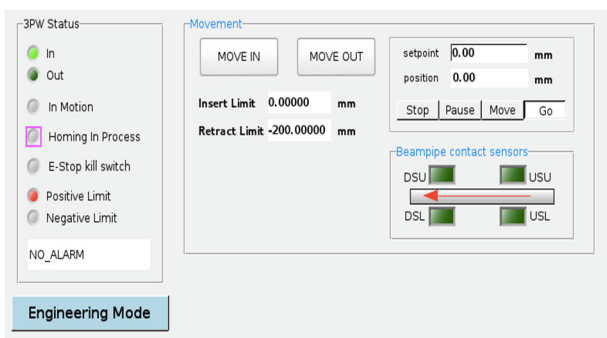 3PW Status
In
Out
In Motion
Homing In Process
E-Stop kill switch
Positive Limit
Negative Limit
NO_ALARM
Engineering Mode
Movement
MOVE IN MOVE OUT
Insert Limit 0.00000 mm
Retract Limit -200.00000 mm
setpoint 0.00 mm
position 0.00 mm
Stop Pause Move Go
Beampipe contact sensors
DSU USU
DSL USL